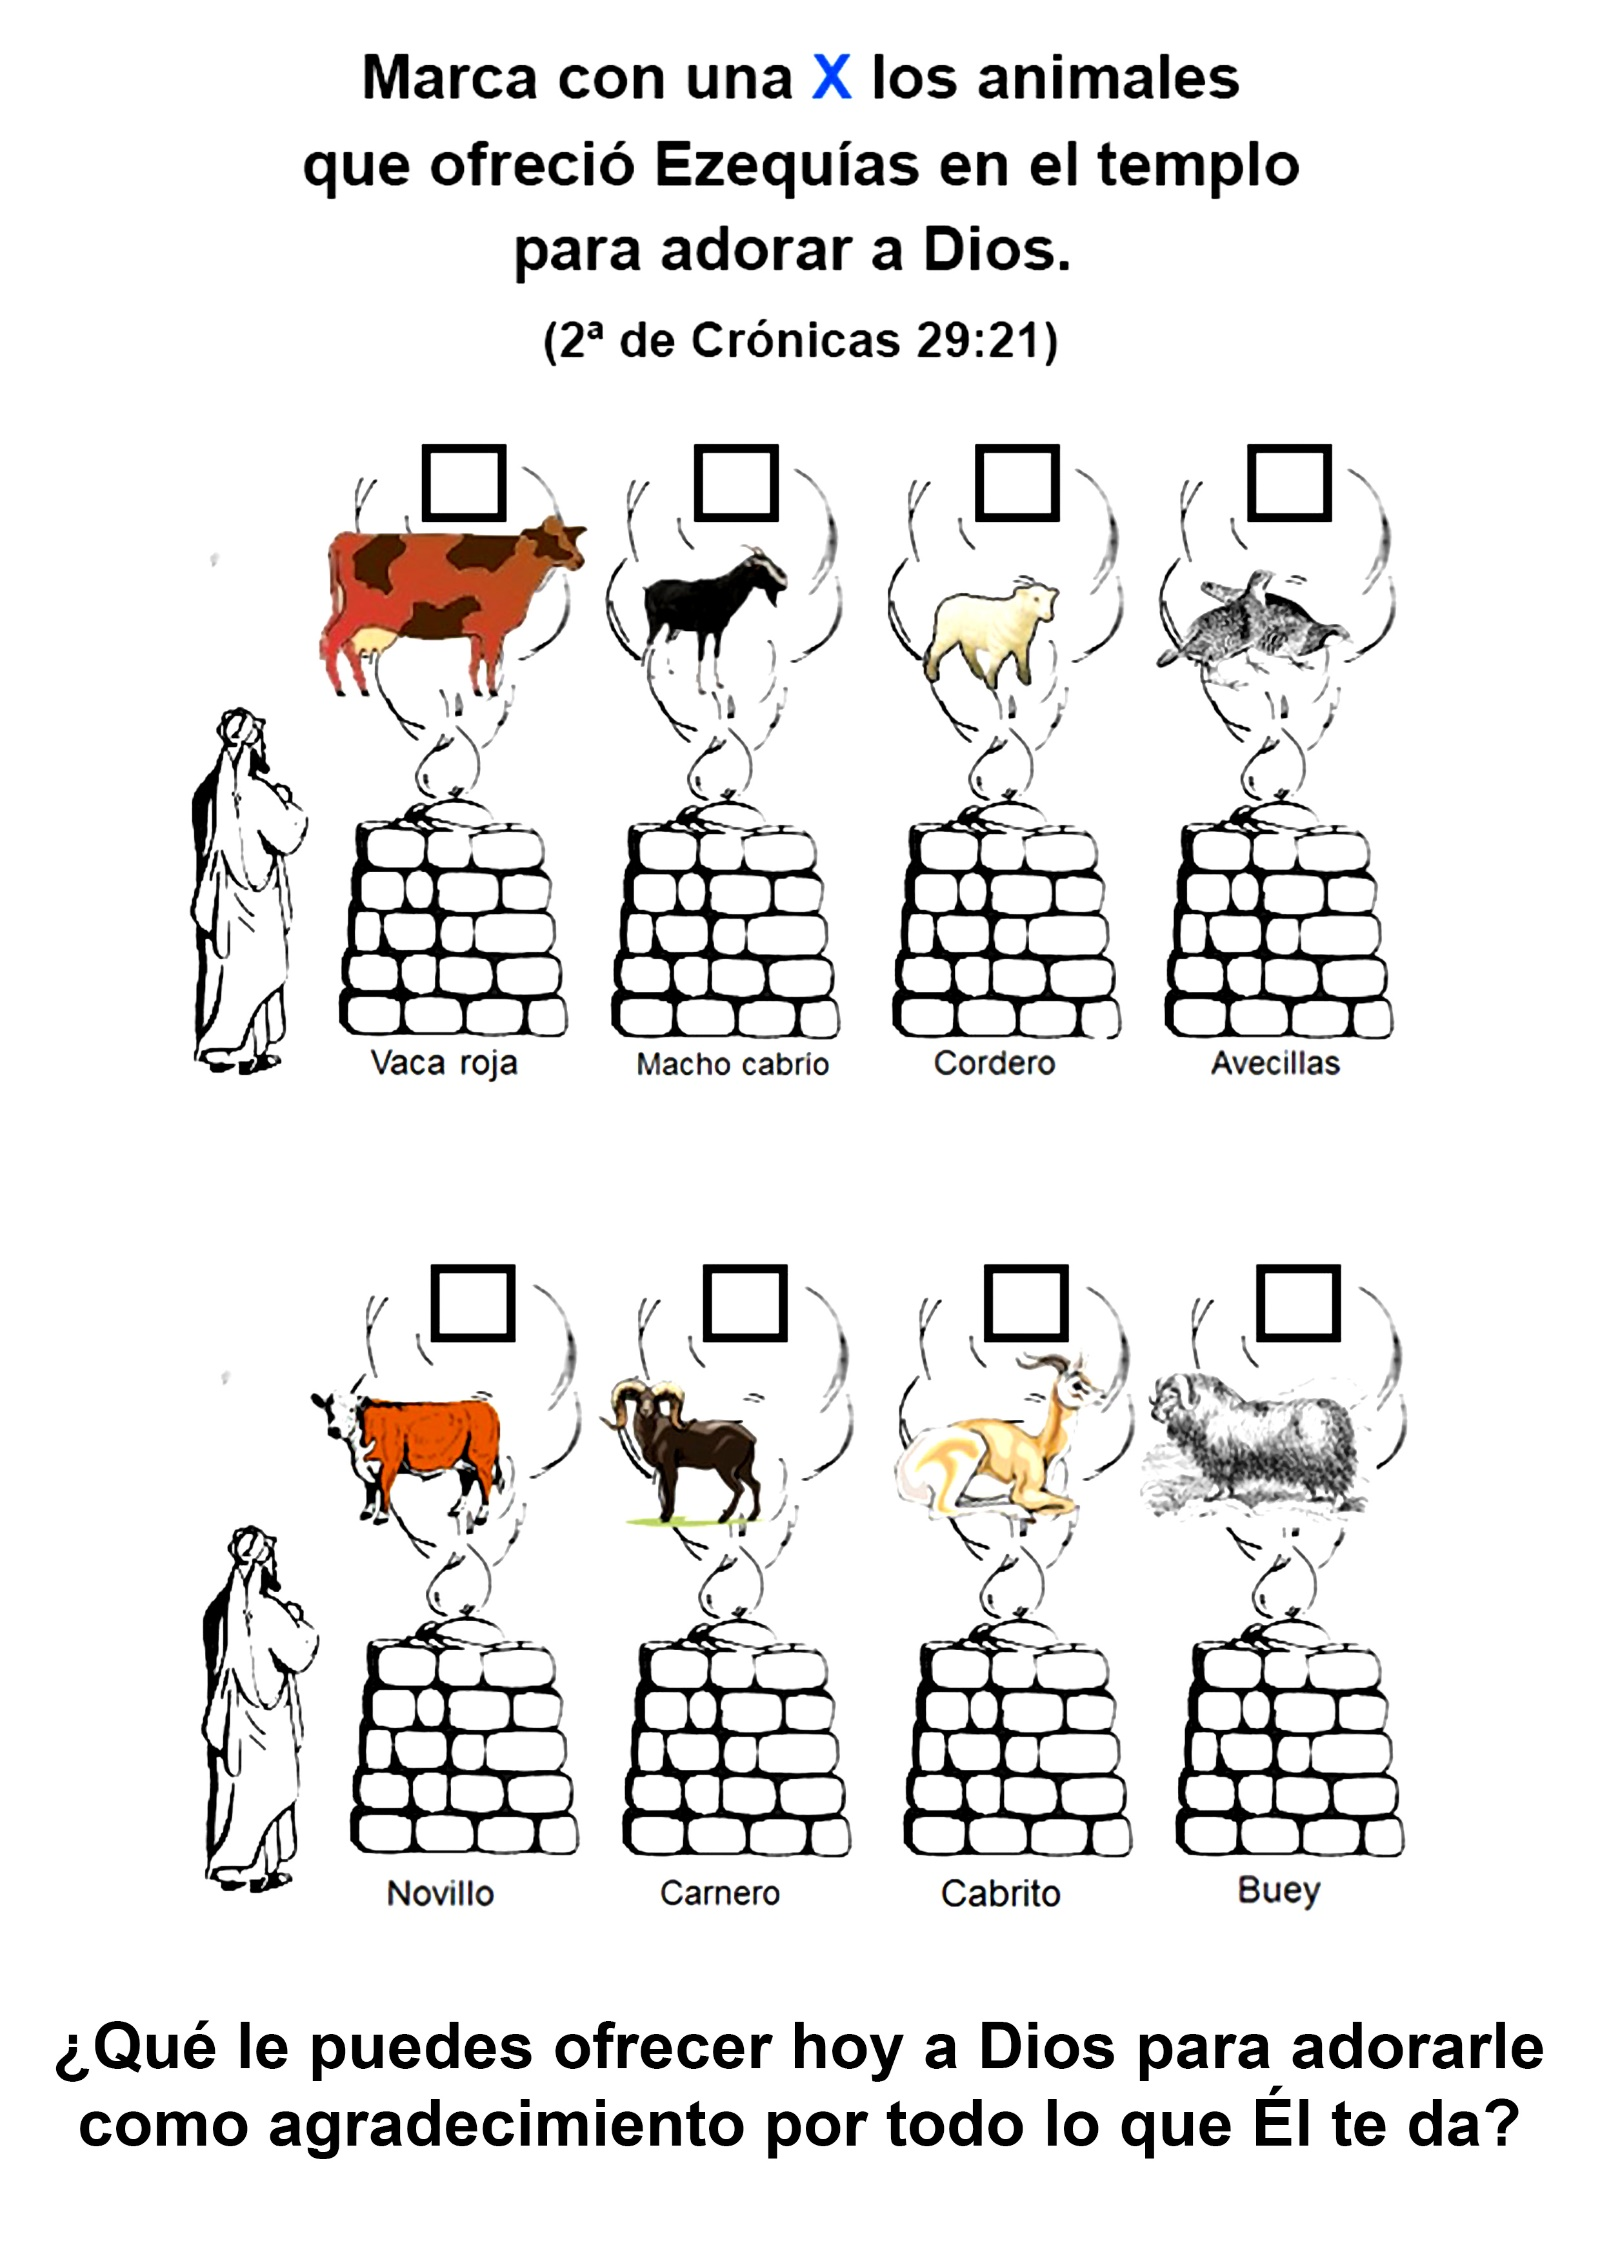 Marca con una X los animales
que ofreció Ezequías en el templo
para adorar a Dios.
(2ª de Crónicas 29:21)
Vaca roja
Macho cabrío
Cordero
Avecillas
Novillo
Carnero
Cabrito
Buey
¿Qué le puedes ofrecer hoy a Dios para adorarle
como agradecimiento por todo lo que Él te da?